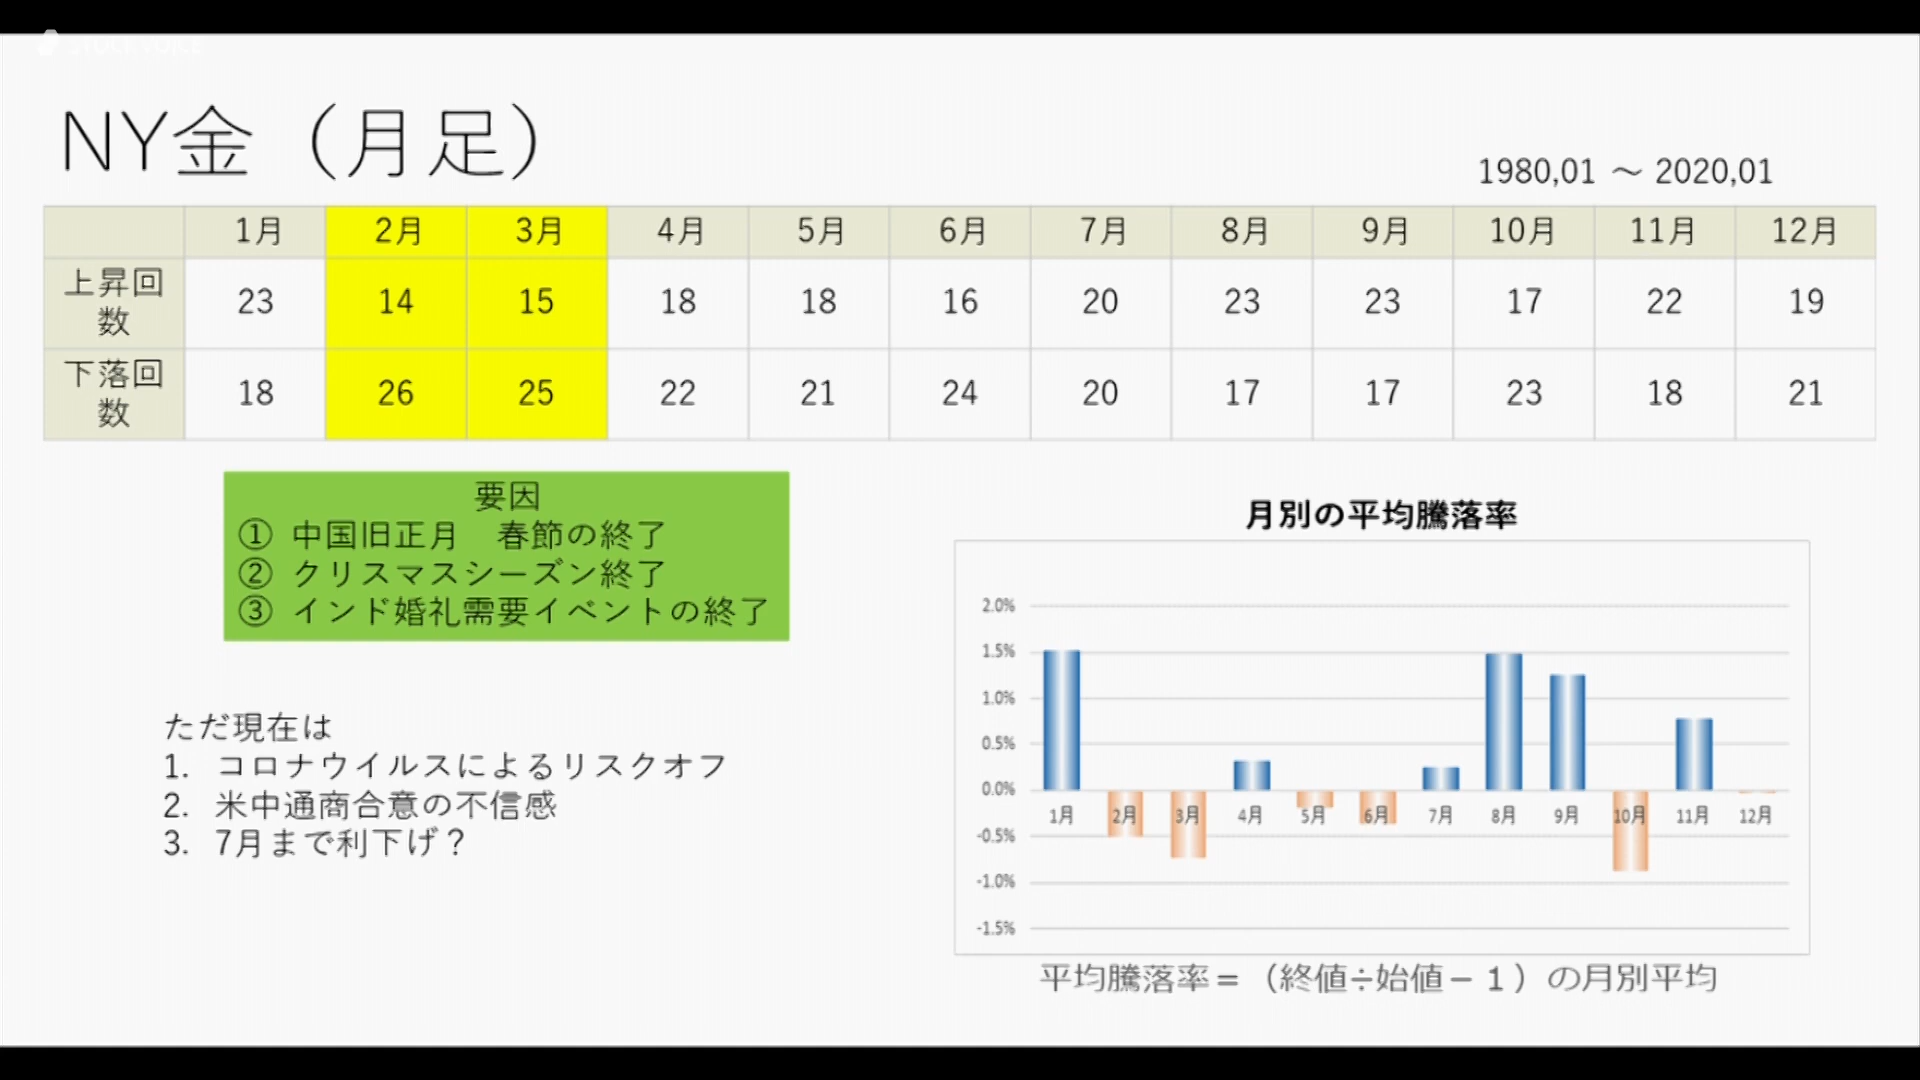 STOCK VOICE
NY金（月足）
1980,01 ～ 2020,01
1月 2月 3月 4月 5月 6月 7月 8月 9月 10月 11月 12月
上昇回数 23 14 15 18 18 16 20 23 23 17 22 19
下落回数 18 26 25 22 21 24 20 17 17 23 18 21
要因
① 中国旧正月　春節の終了
② クリスマスシーズン終了
③ インド婚礼需要イベントの終了
ただ現在は
1. コロナウイルスによるリスクオフ
2. 米中通商合意の不信感
3. 7月まで利下げ？
月別の平均騰落率
2.0%
1.5%
1.0%
0.5%
0.0%
1月 2月 3月 4月 5月 6月 7月 8月 9月 10月 11月 12月
-0.5%
-1.0%
-1.5%
平均騰落率＝（終値÷始値－１）の月別平均